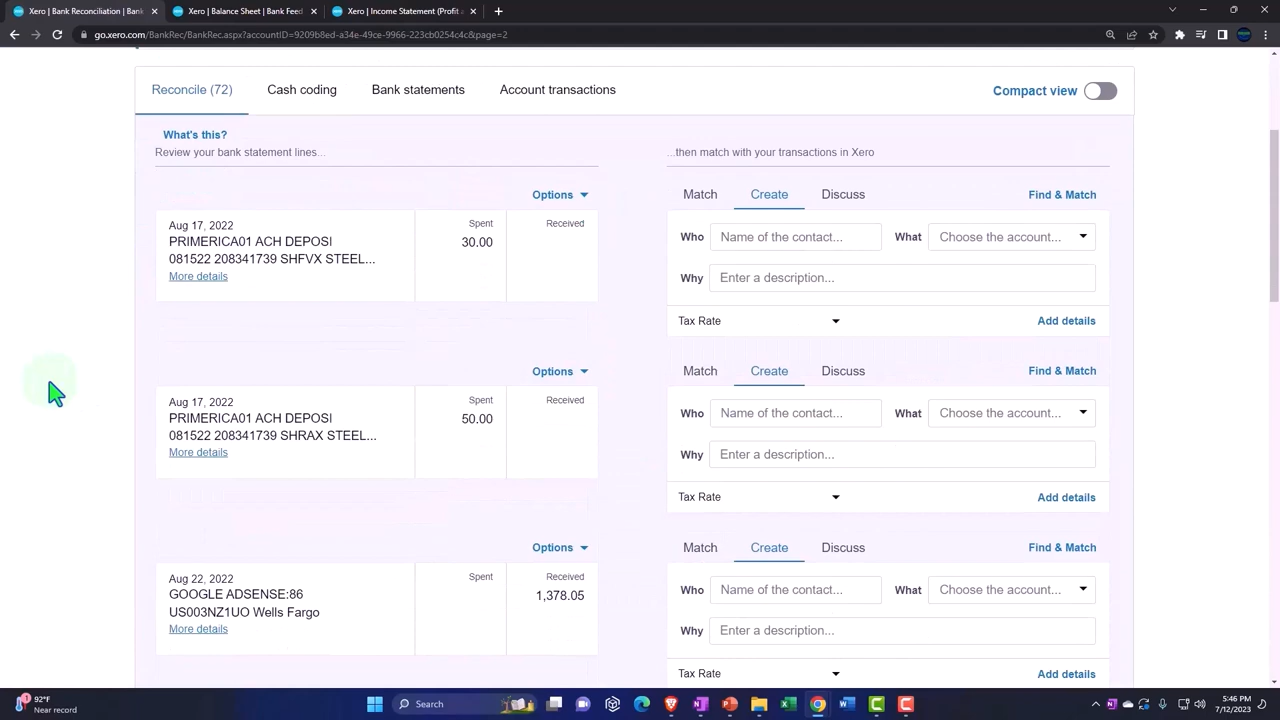 Xero | Bank Reconciliation | Bank
Xero | Balance Sheet | Bank Feed
Xero | Income Statement (Profit a
go.xero.com/BankRec/BankRec.aspx?accountID=9209b8ed-a34e-49ce-9966-223cb0254c4c&page=2
Reconcile (72)
Cash coding
Bank statements
Account transactions
Compact view
What's this?
Review your bank statement lines...
...then match with your transactions in Xero
Options
Match
Create
Discuss
Find & Match
Aug 17, 2022
PRIMERICA01 ACH DEPOSI
081522 208341739 SHFVX STEEL...
More details
Spent
30.00
Received
Who
Name of the contact...
What
Choose the account...
Why
Enter a description...
Tax Rate
Add details
Options
Match
Create
Discuss
Find & Match
Aug 17, 2022
PRIMERICA01 ACH DEPOSI
081522 208341739 SHRAX STEEL...
More details
Spent
50.00
Received
Who
Name of the contact...
What
Choose the account...
Why
Enter a description...
Tax Rate
Add details
Options
Match
Create
Discuss
Find & Match
Aug 22, 2022
GOOGLE ADSENSE:86
US003NZ1UO Wells Fargo
More details
Spent
Received
1,378.05
Who
Name of the contact...
What
Choose the account...
Why
Enter a description...
Tax Rate
Add details
1
92°F
Near record
Search
5:46 PM
7/12/2023